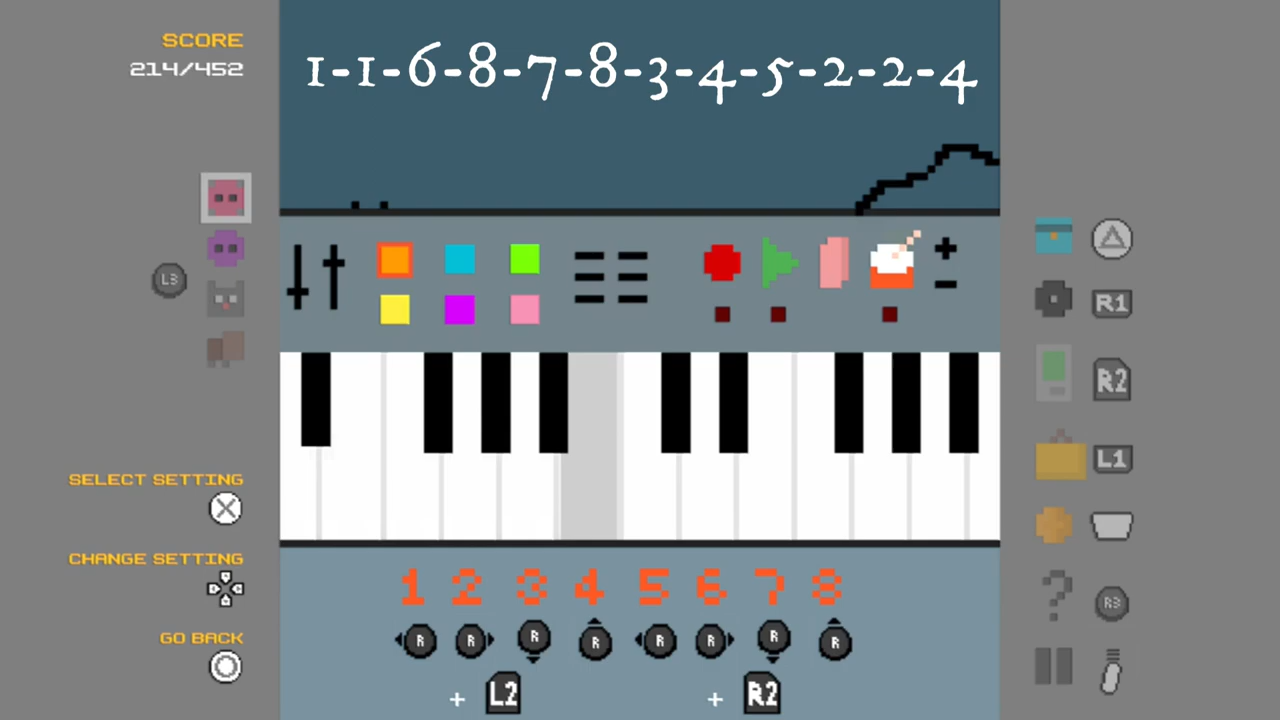 SCORE
214/452
1-1-6-8-7-8-3-4-5-2-2-4
L3
R1
R2
L1
SELECT SETTING
CHANGE SETTING
GO BACK
1 2 3 4 5 6 7 8
R R R R R R R R
+ L2 + R2
?
R3